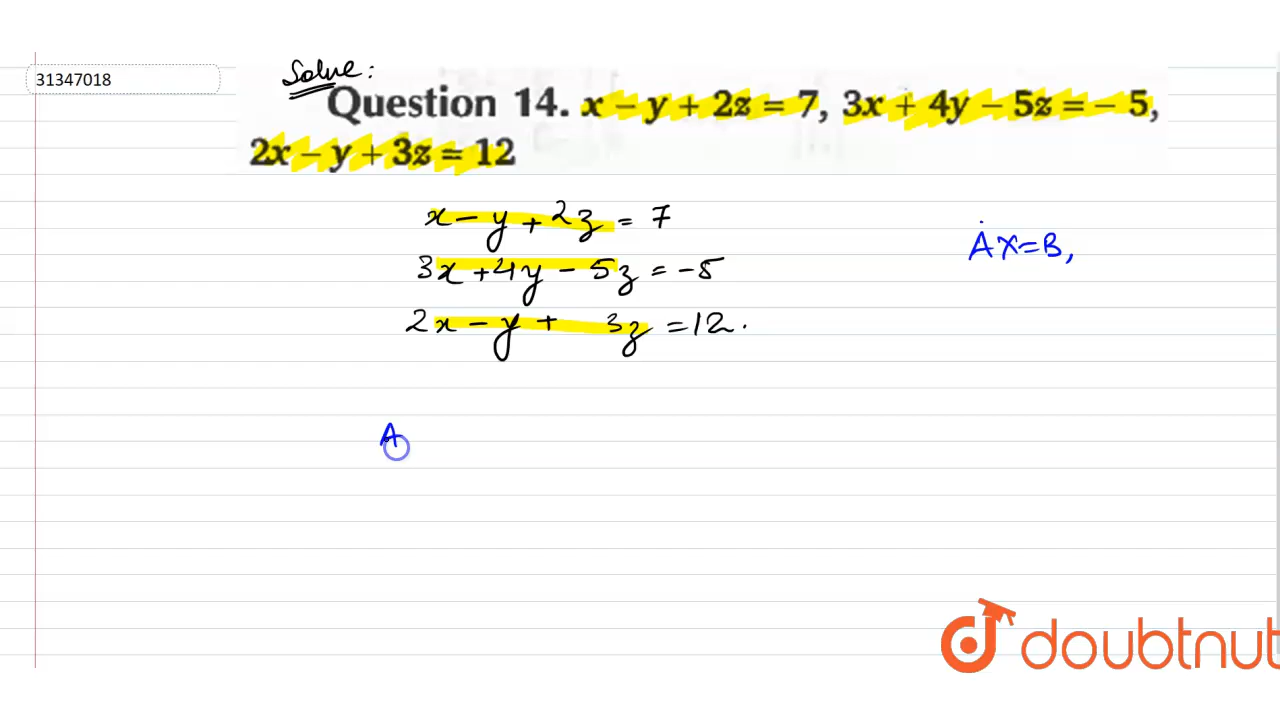 31347018
Solve:
Question 14. x – y + 2z = 7, 3x + 4y – 5z = – 5,
2x – y + 3z = 12
x – y + 2z = 7
AX=B,
3x + 4y – 5z = -5
2x – y + 3z = 12.
A
doubtnut